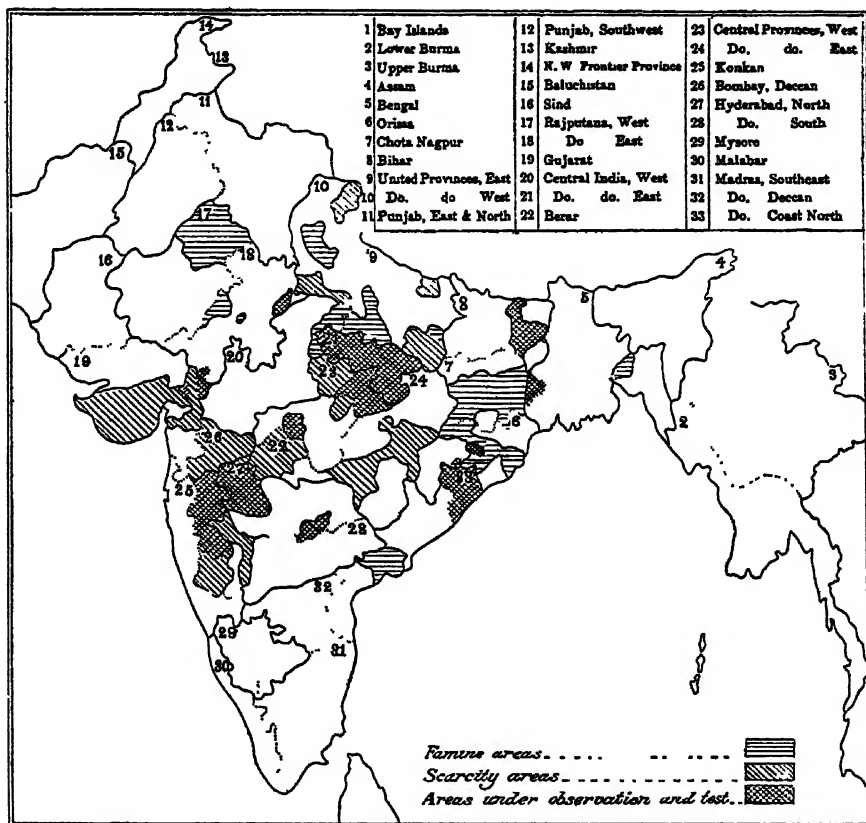 1 Bay Islands
2 Lower Burma
3 Upper Burma
4 Assam
5 Bengal
6 Orissa
7 Chota Nagpur
8 Bihar
9 United Provinces, East
10 Do. do West
11 Punjab, East & North
12 Punjab, Southwest
13 Kashmir
14 N. W Frontier Province
15 Baluchistan
16 Sind
17 Rajputana, West
18 Do East
19 Gujarat
20 Central India, West
21 Do. do. East
22 Berar
23 Central Provinces, West
24 Do. do. East
25 Konkan
26 Bombay, Deccan
27 Hyderabad, North
28 Do. South
29 Mysore
30 Malabar
31 Madras, Southeast
32 Do. Deccan
33 Do. Coast North
14
13
11
12
15
10
17
18
16
9
4
8
5
20
19
7
23
24
3
2
6
26
22
27
25
33
28
32
29
31
30
Famine areas
Scarcity areas
Areas under observation and test